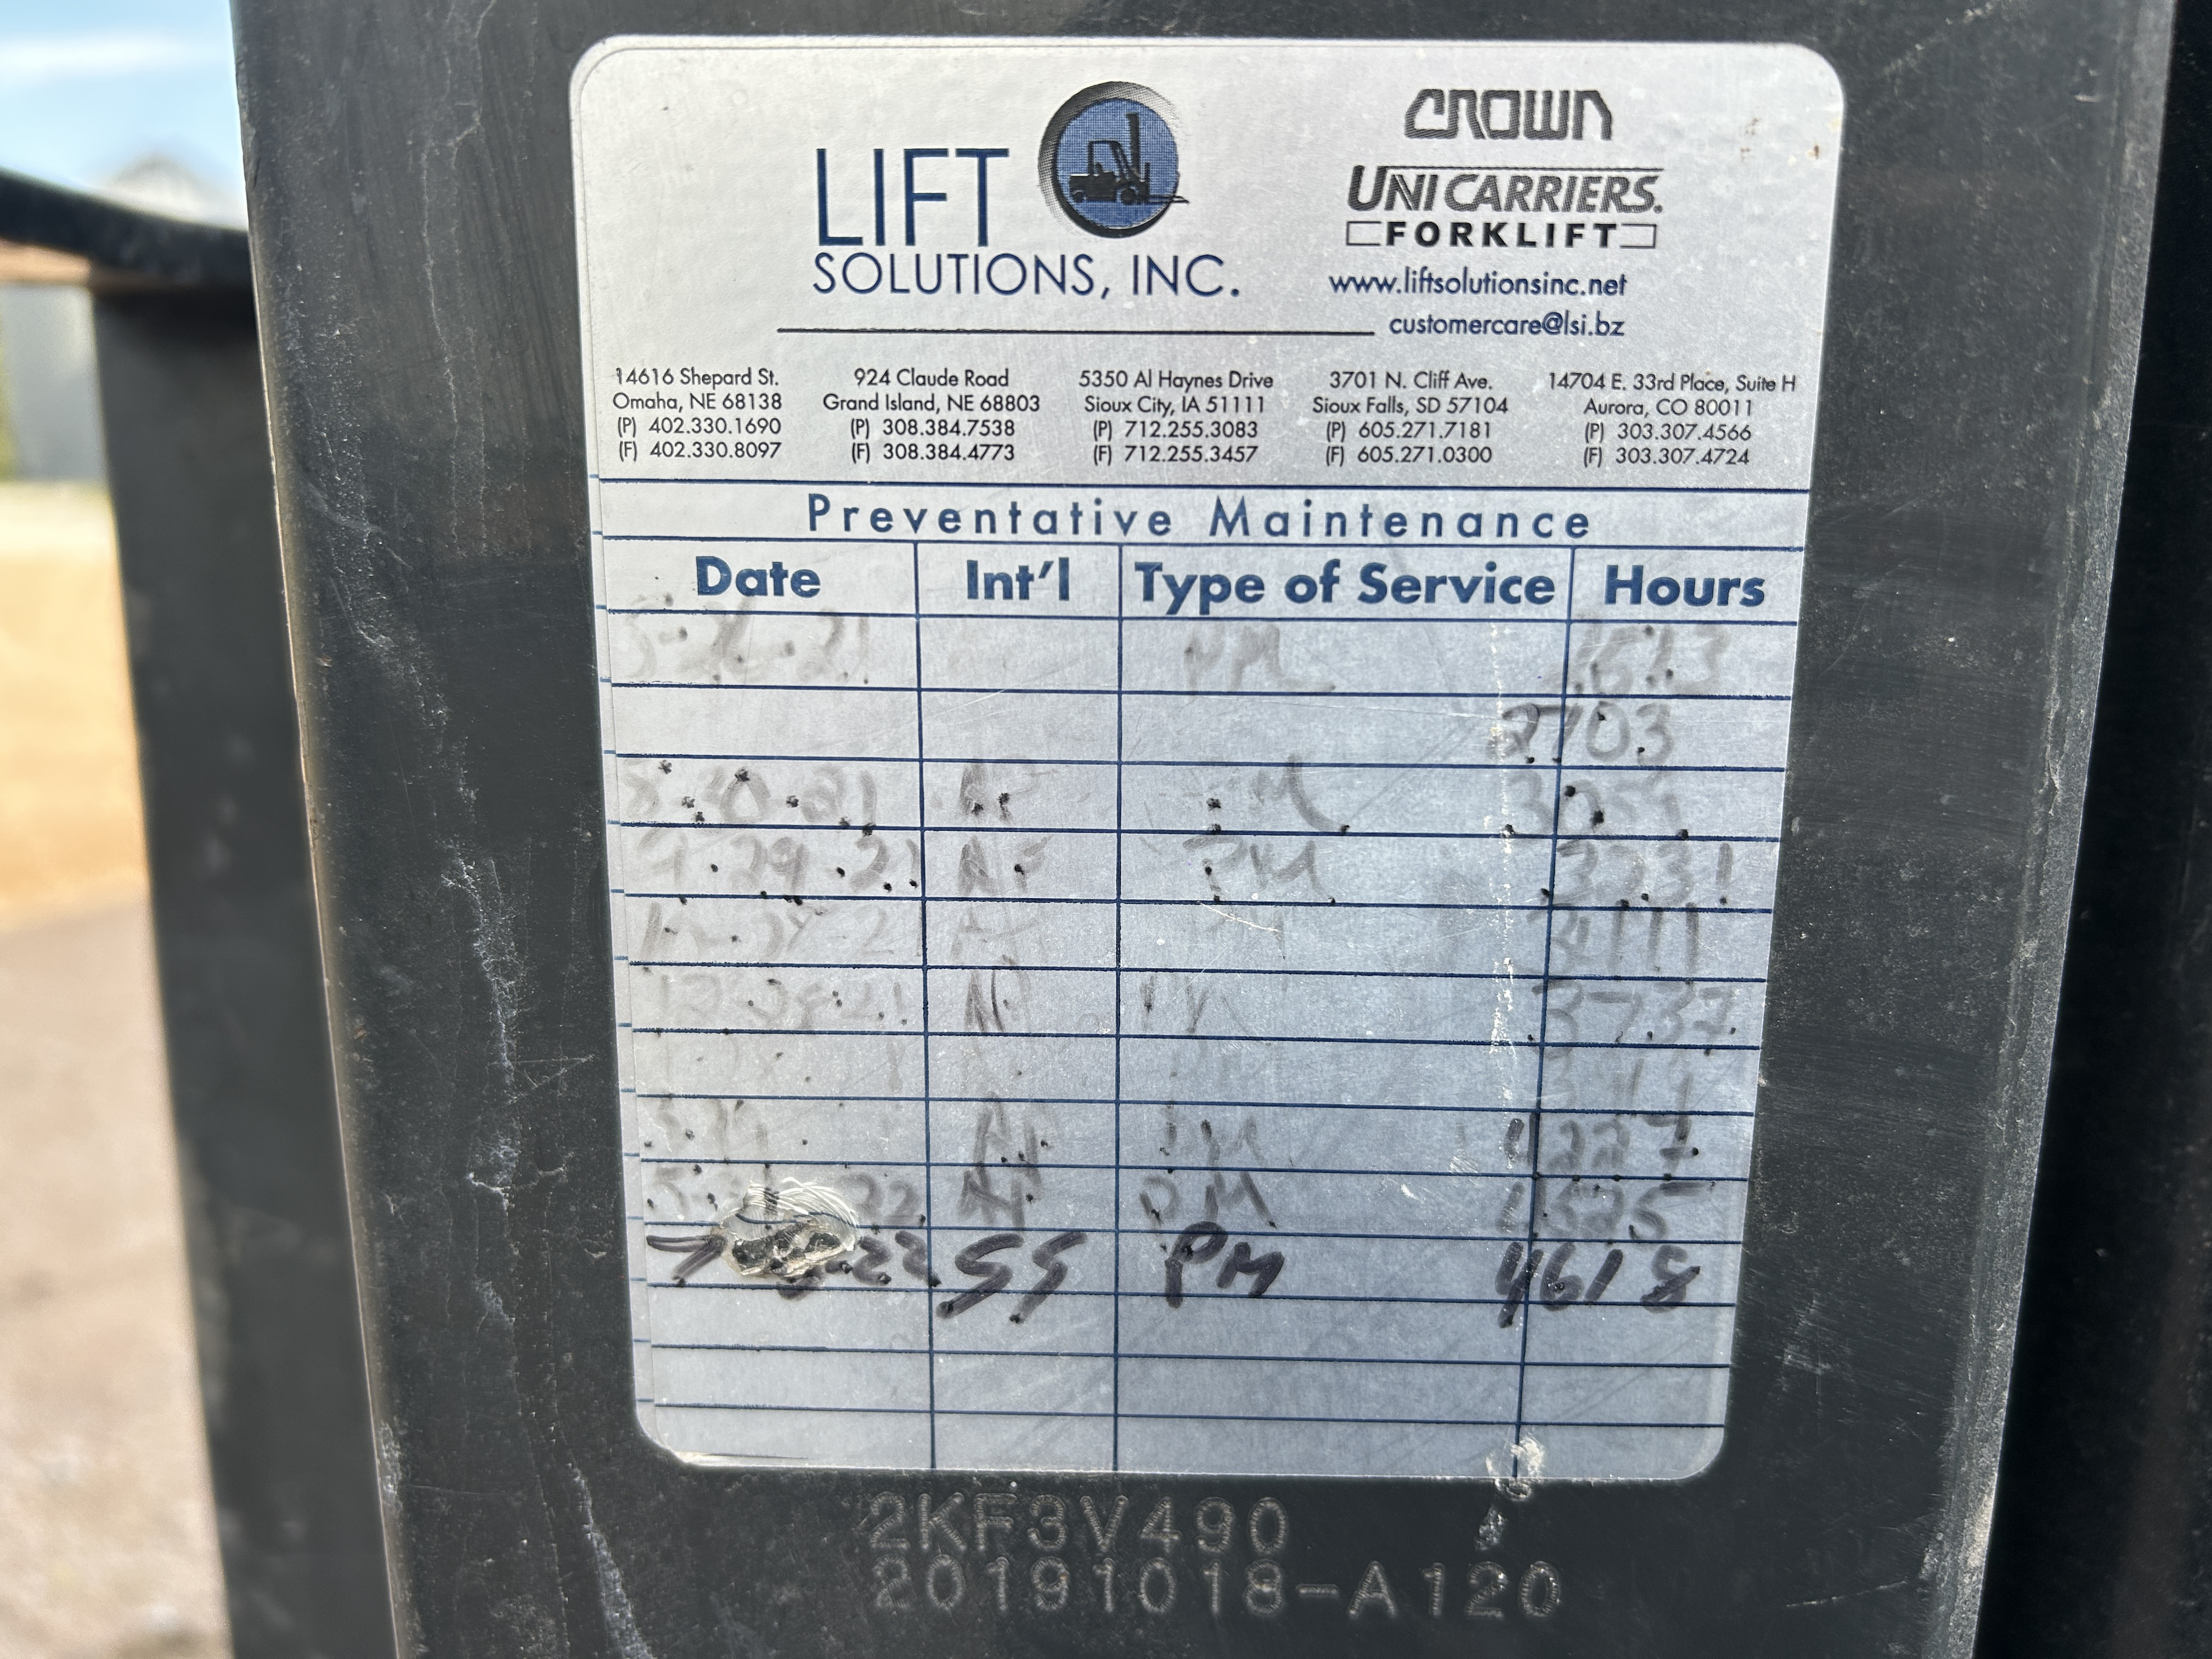 LIFT
SOLUTIONS, INC.
CROWN
UNICARRIERS.
FORKLIFT
www.liftsolutionsinc.net
customercare@lsi.bz
14616 Shepard St.
Omaha, NE 68138
(P) 402.330.1690
(F) 402.330.8097
924 Claude Road
Grand Island, NE 68803
(P) 308.384.7538
(F) 308.384.4773
5350 Al Haynes Drive
Sioux City, IA 51111
(P) 712.255.3083
(F) 712.255.3457
3701 N. Cliff Ave.
Sioux Falls, SD 57104
(P) 605.271.7181
(F) 605.271.0300
14704 E. 33rd Place, Suite H
Aurora, CO 80011
(P) 303.307.4566
(F) 303.307.4724
Preventative Maintenance
Date Int'l Type of Service Hours
PM
2703
AF PM
AF PM
PM
PM
SS PM 4618
2KF3V490
20191018-A120